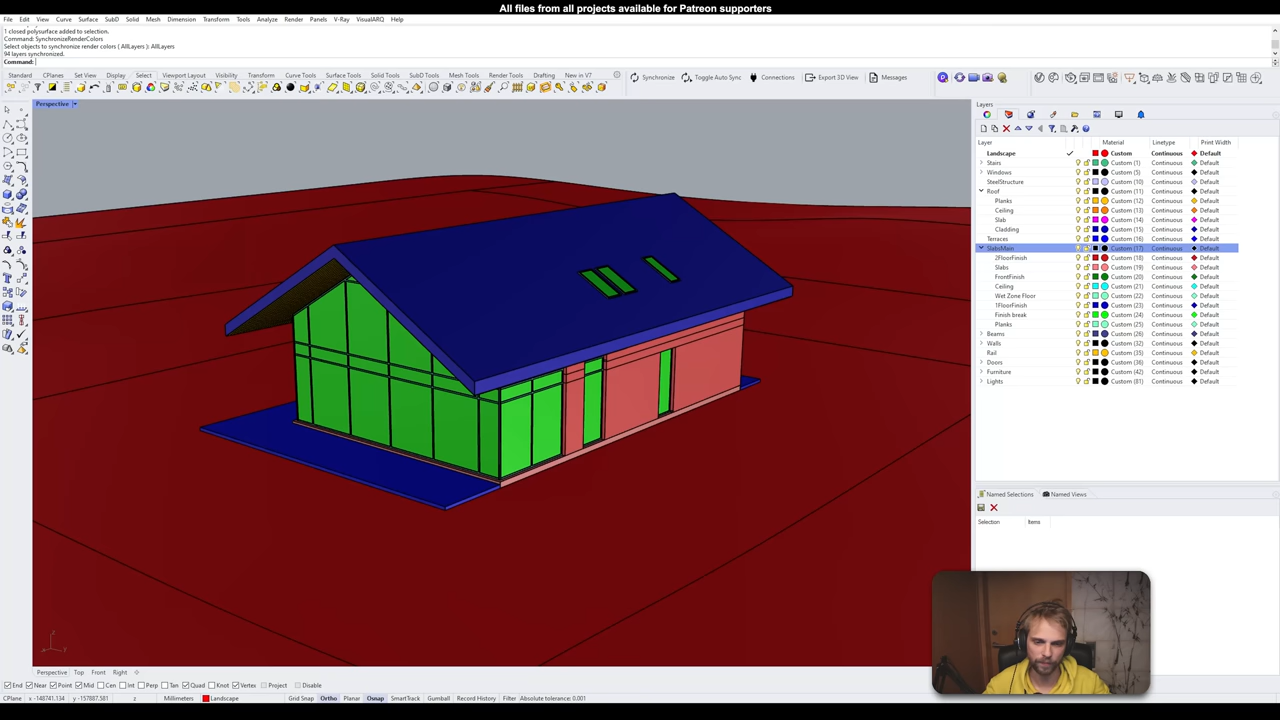 All files from all projects available for Patreon supporters
File Edit View Curve Surface SubD Solid Mesh Dimension Transform Tools Analyze Render Panels V-Ray VisualARQ Help
1 closed polysurface added to selection.
Command: SynchronizeRenderColors
Select objects to synchronize render colors ( AllLayers ): AllLayers
94 layers synchronized.
Command:
Standard CPlanes Set View Display Select Viewport Layout Visibility Transform Curve Tools Surface Tools Solid Tools SubD Tools Mesh Tools Render Tools Drafting New in V7
Synchronize Toggle Auto Sync Connections Export 3D View Messages
Perspective
Layers
Layer Material Linetype Print Width
Landscape Custom Continuous Default
Stairs Custom (1) Continuous Default
Windows Custom (5) Continuous Default
SteelStructure Custom (10) Continuous Default
Roof Custom (11) Continuous Default
Planks Custom (12) Continuous Default
Ceiling Custom (13) Continuous Default
Slab Custom (14) Continuous Default
Cladding Custom (15) Continuous Default
Terraces Custom (16) Continuous Default
SlabsMain Custom (17) Continuous Default
2FloorFinish Custom (18) Continuous Default
Slabs Custom (19) Continuous Default
FrontFinish Custom (20) Continuous Default
Ceiling Custom (21) Continuous Default
Wet Zone Floor Custom (22) Continuous Default
1FloorFinish Custom (23) Continuous Default
Finish break Custom (24) Continuous Default
Planks Custom (25) Continuous Default
Beams Custom (26) Continuous Default
Walls Custom (32) Continuous Default
Rail Custom (35) Continuous Default
Doors Custom (36) Continuous Default
Furniture Custom (42) Continuous Default
Lights Custom (81) Continuous Default
Named Selections Named Views
Selection Items
Perspective Top Front Right
End Near Point Mid Cen Int Perp Tan Quad Knot Vertex Project Disable
CPlane x -148741.134 y -157887.581 z Millimeters Landscape Grid Snap Ortho Planar Osnap SmartTrack Gumball Record History Filter Absolute tolerance: 0.001